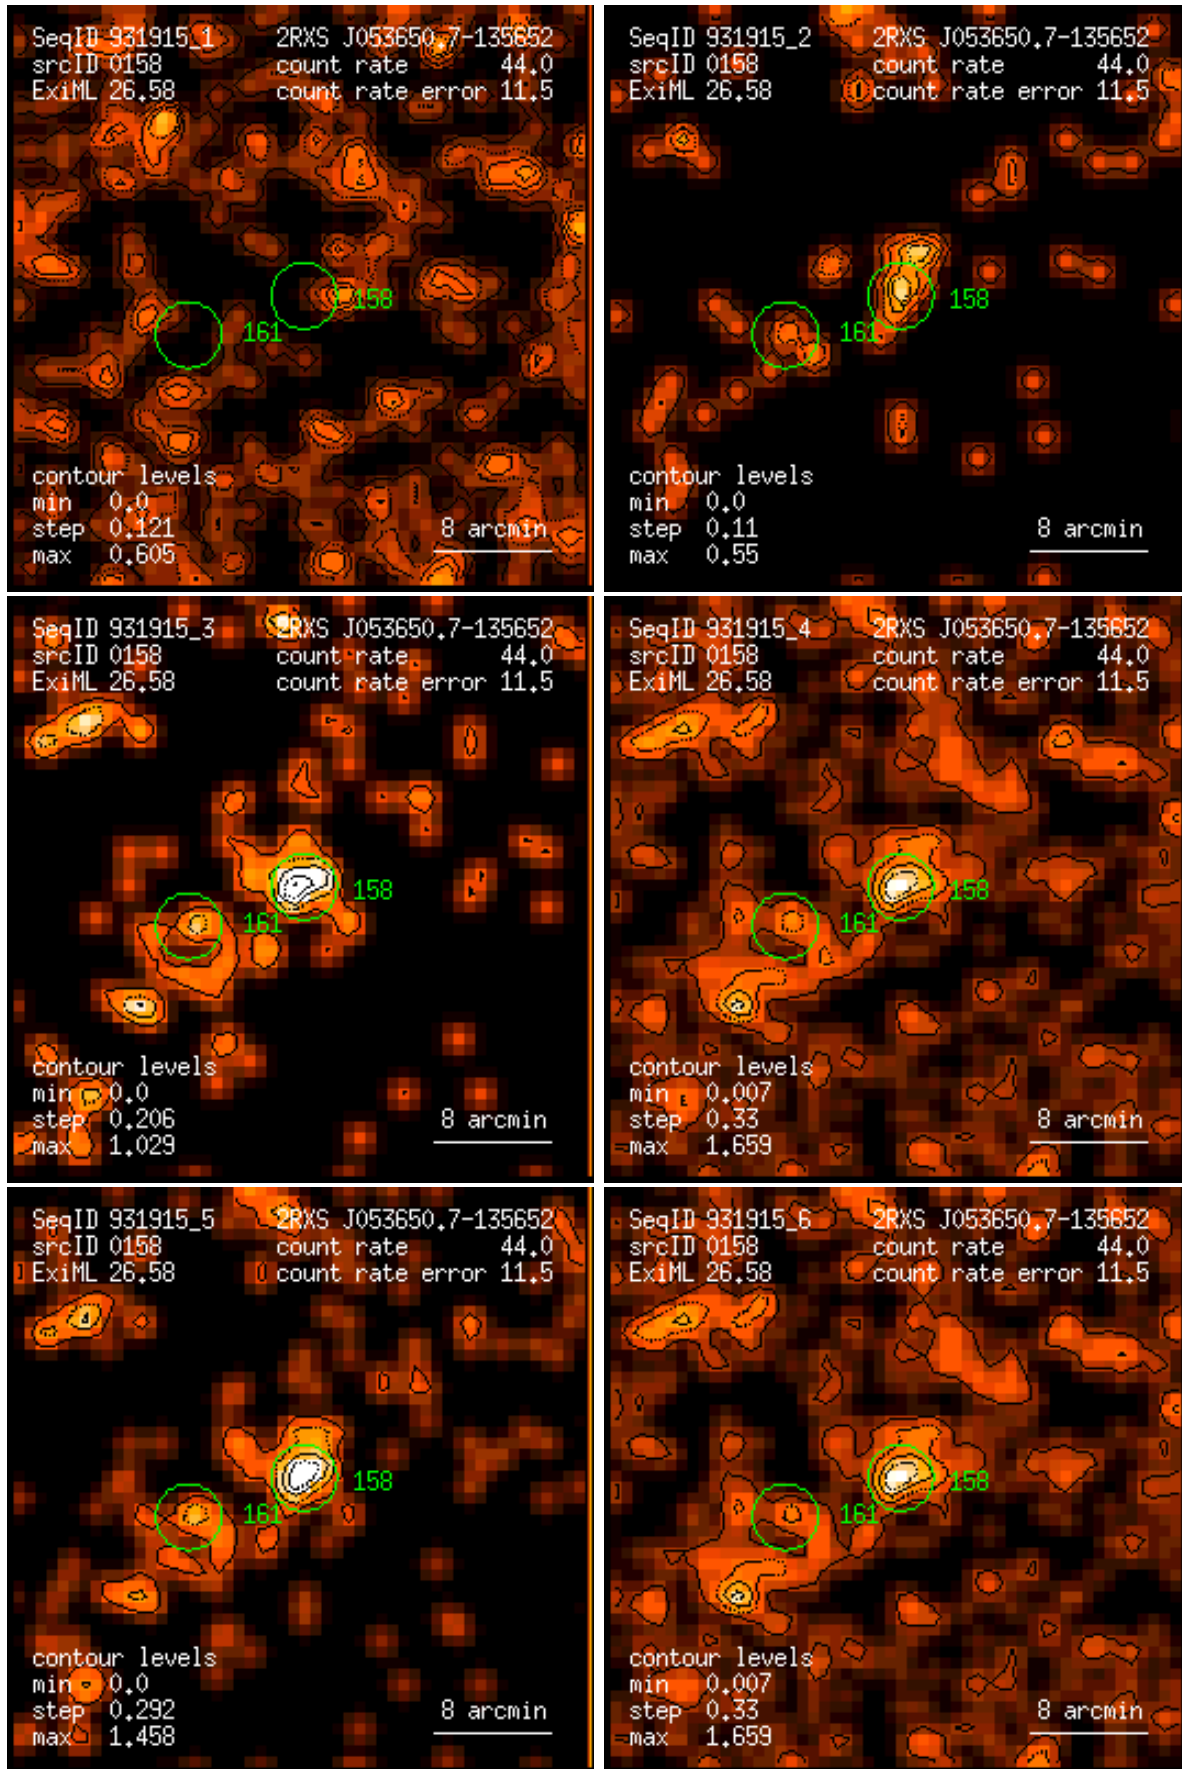 SeqID 931915_1 2RXS J053650.7-135652
srcID 0158 count rate 44.0
ExiML 26.58 count rate error 11.5
158
161
contour levels
min 0.0
step 0.121 8 arcmin
max 0.605
SeqID 931915_2 2RXS J053650.7-135652
srcID 0158 count rate 44.0
ExiML 26.58 count rate error 11.5
158
161
contour levels
min 0.0
step 0.11 8 arcmin
max 0.55
SeqID 931915_3 2RXS J053650.7-135652
srcID 0158 count rate 44.0
ExiML 26.58 count rate error 11.5
158
161
contour levels
min 0.0
step 0.206 8 arcmin
max 1.029
SeqID 931915_4 2RXS J053650.7-135652
srcID 0158 count rate 44.0
ExiML 26.58 count rate error 11.5
158
161
contour levels
min 0.007
step 0.33 8 arcmin
max 1.659
SeqID 931915_5 2RXS J053650.7-135652
srcID 0158 count rate 44.0
ExiML 26.58 count rate error 11.5
158
161
contour levels
min 0.0
step 0.292 8 arcmin
max 1.458
SeqID 931915_6 2RXS J053650.7-135652
srcID 0158 count rate 44.0
ExiML 26.58 count rate error 11.5
158
161
contour levels
min 0.007
step 0.33 8 arcmin
max 1.659